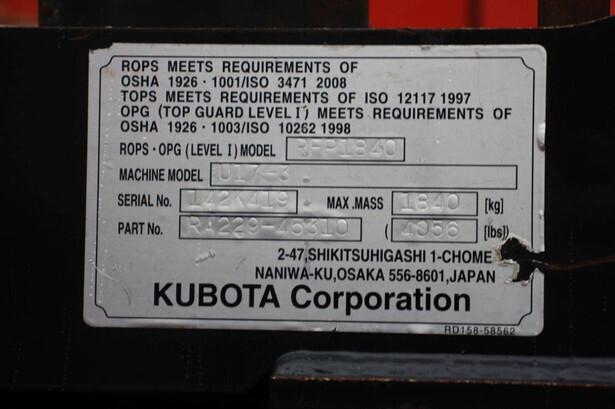 ROPS MEETS REQUIREMENTS OF
OSHA 1926 · 1001/ISO 3471 2008
TOPS MEETS REQUIREMENTS OF ISO 12117 1997
OPG (TOP GUARD LEVEL I) MEETS REQUIREMENTS OF
OSHA 1926 · 1003/ISO 10262 1998
ROPS · OPG (LEVEL I) MODEL RFP1840
MACHINE MODEL U17-3
SERIAL No. 142K419 MAX .MASS 1840 [kg]
PART No. RA229-46310 ( 4056 [lbs])
2-47,SHIKITSUHIGASHI 1-CHOME
NANIWA-KU,OSAKA 556-8601,JAPAN
KUBOTA Corporation
RD158-58562